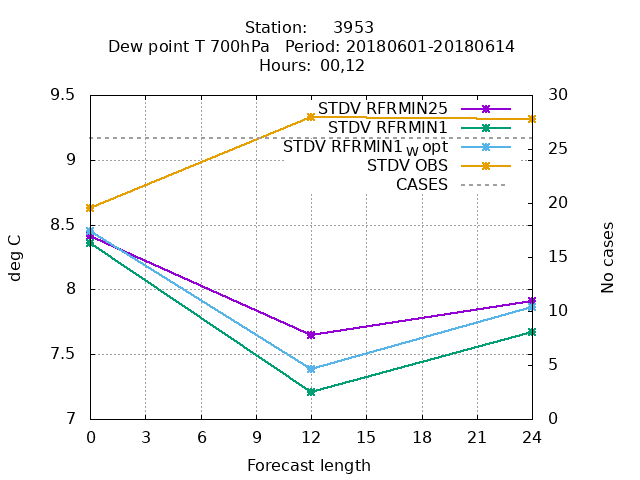 Station: 3953
Dew point T 700hPa Period: 20180601-20180614
Hours: 00,12
9.5
9
8.5
8
7.5
7
deg C
30
25
20
15
10
5
0
No cases
STDV RFRMIN25
STDV RFRMIN1
STDV RFRMIN1_W opt
STDV OBS
CASES
0 3 6 9 12 15 18 21 24
Forecast length